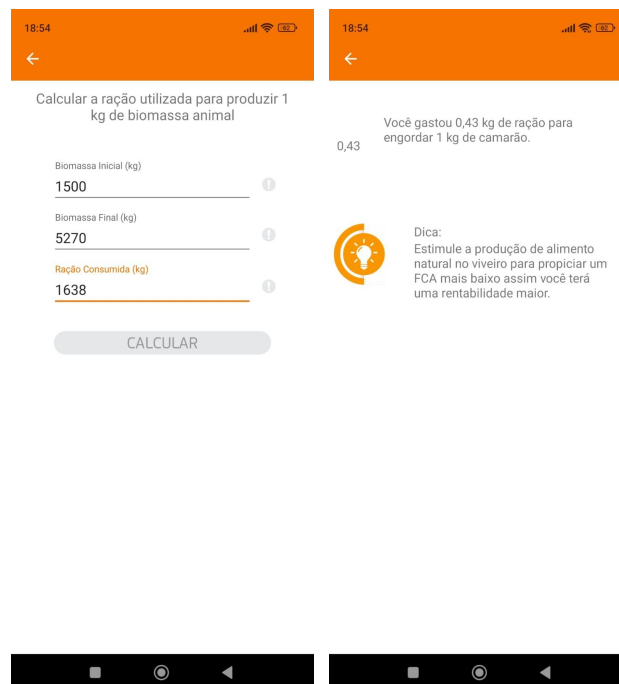 18:54
62
Calcular a ração utilizada para produzir 1
kg de biomassa animal
Biomassa Inicial (kg)
1500
Biomassa Final (kg)
5270
Ração Consumida (kg)
1638
CALCULAR
18:54
62
Você gastou 0,43 kg de ração para
engordar 1 kg de camarão.
0,43
Dica:
Estimule a produção de alimento
natural no viveiro para propiciar um
FCA mais baixo assim você terá
uma rentabilidade maior.